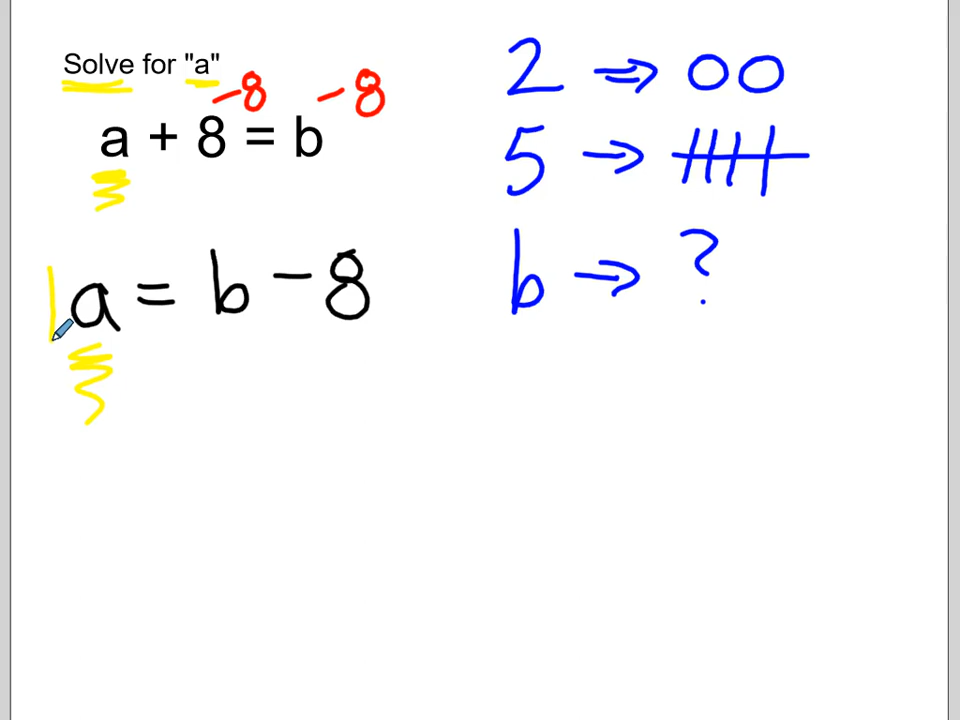 Solve for "a"
-8 -8
a + 8 = b
a = b - 8
2 ⇒ OO
5 → 
b ⇒ ?